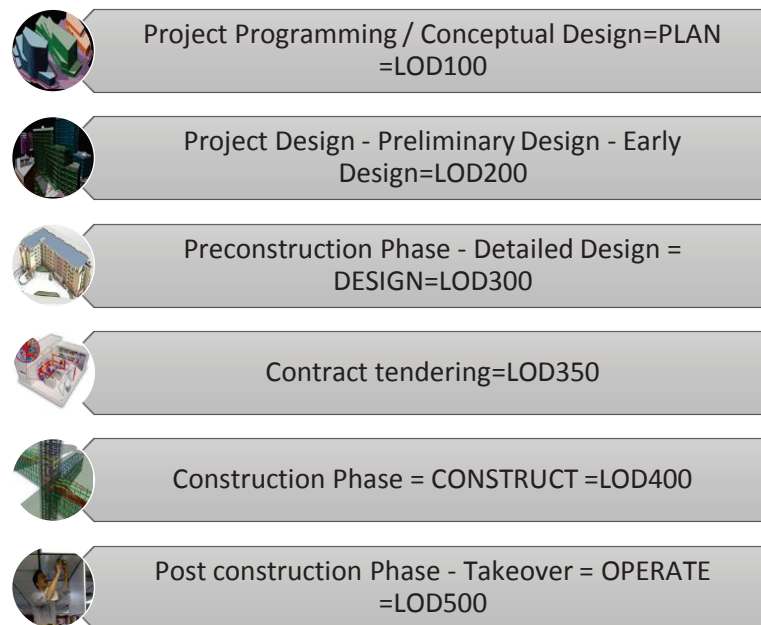 Project Programming / Conceptual Design=PLAN
=LOD100
Project Design - Preliminary Design - Early
Design=LOD200
Preconstruction Phase - Detailed Design =
DESIGN=LOD300
Contract tendering=LOD350
Construction Phase = CONSTRUCT =LOD400
Post construction Phase - Takeover = OPERATE
=LOD500